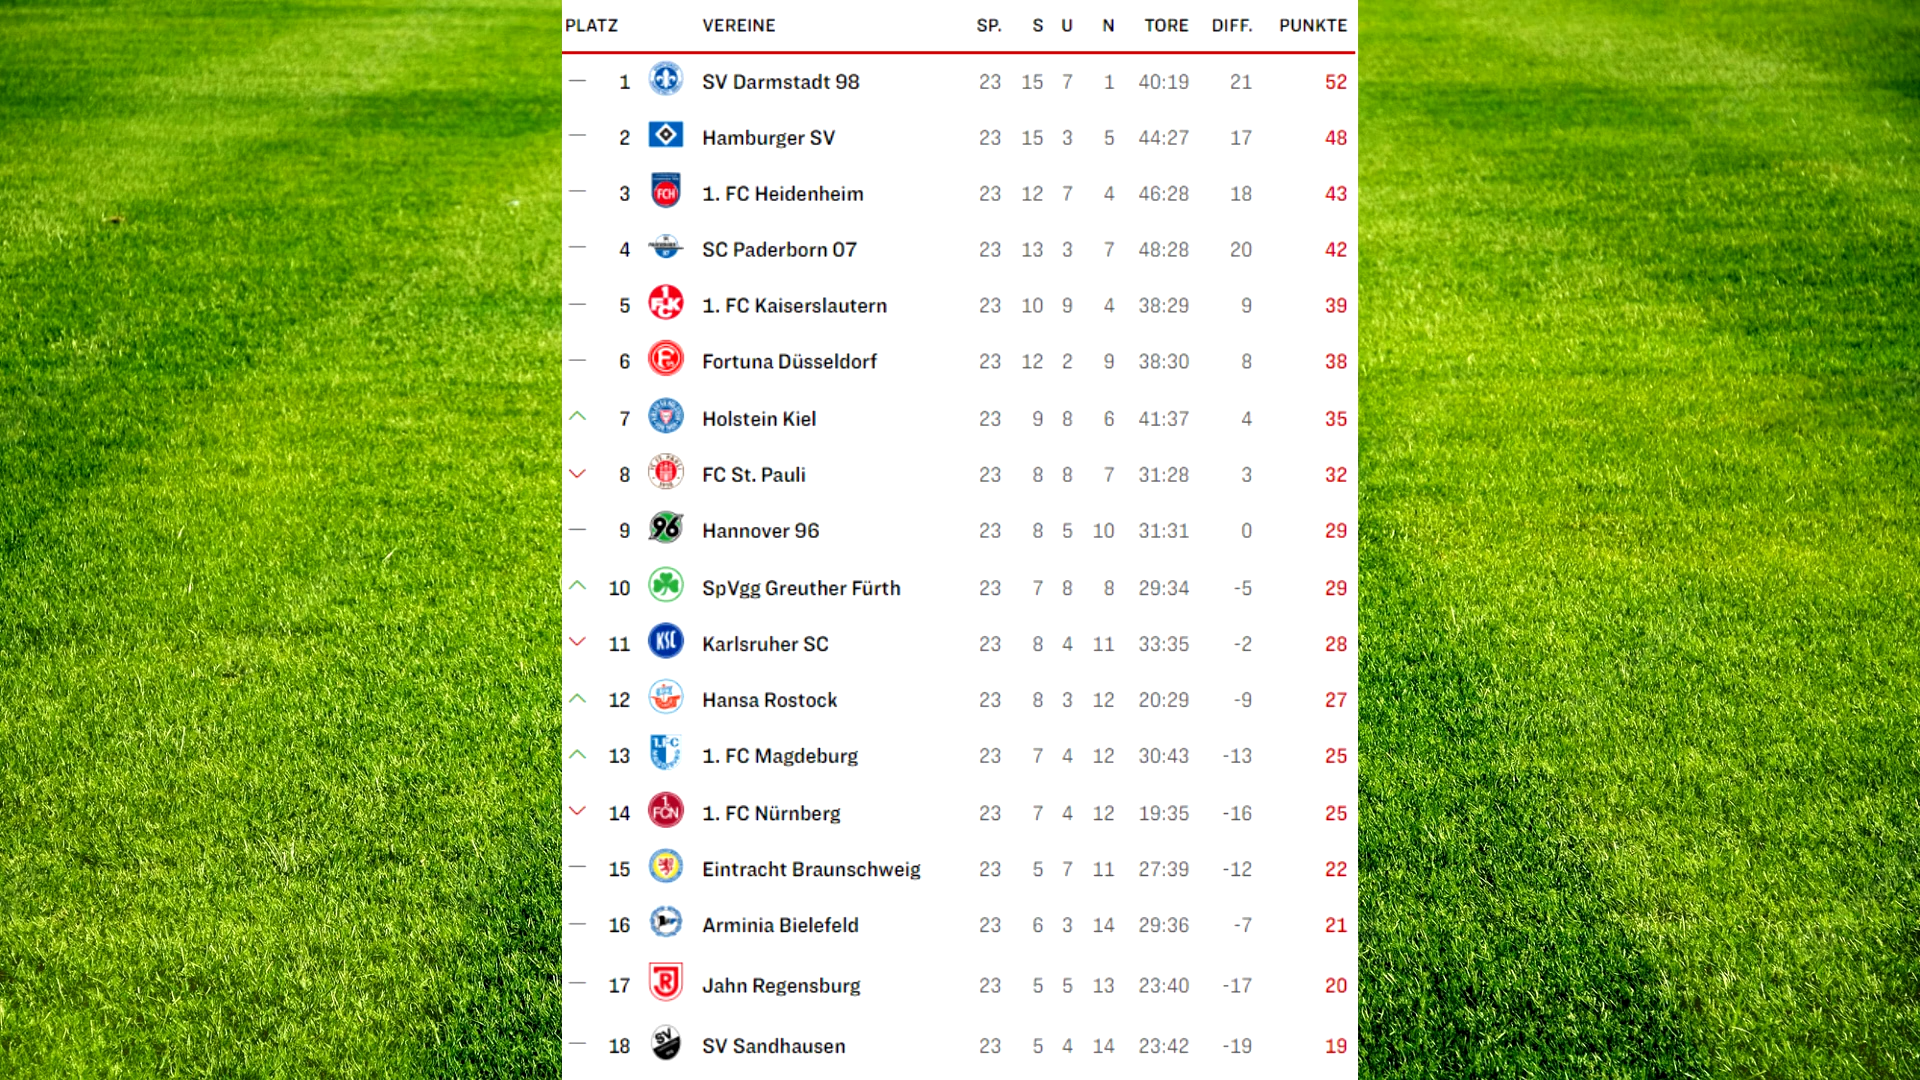 PLATZ VEREINE SP. S U N TORE DIFF. PUNKTE
1 SV Darmstadt 98 23 15 7 1 40:19 21 52
2 Hamburger SV 23 15 3 5 44:27 17 48
3 FCH 1. FC Heidenheim 23 12 7 4 46:28 18 43
4 SC Paderborn 07 23 13 3 7 48:28 20 42
5 1. FC Kaiserslautern 23 10 9 4 38:29 9 39
6 Fortuna Düsseldorf 23 12 2 9 38:30 8 38
7 Holstein Kiel 23 9 8 6 41:37 4 35
8 FC St. Pauli 23 8 8 7 31:28 3 32
9 96 Hannover 96 23 8 5 10 31:31 0 29
10 SpVgg Greuther Fürth 23 7 8 8 29:34 -5 29
11 KSC Karlsruher SC 23 8 4 11 33:35 -2 28
12 Hansa Rostock 23 8 3 12 20:29 -9 27
13 1. FC Magdeburg 23 7 4 12 30:43 -13 25
14 1. FCN 1. FC Nürnberg 23 7 4 12 19:35 -16 25
15 Eintracht Braunschweig 23 5 7 11 27:39 -12 22
16 Arminia Bielefeld 23 6 3 14 29:36 -7 21
17 Jahn Regensburg 23 5 5 13 23:40 -17 20
18 SV SV Sandhausen 23 5 4 14 23:42 -19 19